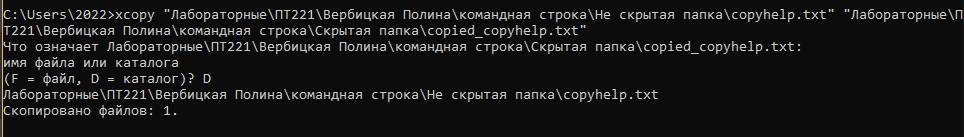 C:\Users\2022>xcopy "Лабораторные\ПТ221\Вербицкая Полина\командная строка\Не скрытая папка\copyhelp.txt" "Лабораторные\П
Т221\Вербицкая Полина\командная строка\Скрытая папка\copied_copyhelp.txt"
Что означает Лабораторные\ПТ221\Вербицкая Полина\командная строка\Скрытая папка\copied_copyhelp.txt:
имя файла или каталога
(F = файл, D = каталог)? D
Лабораторные\ПТ221\Вербицкая Полина\командная строка\Не скрытая папка\copyhelp.txt
Скопировано файлов: 1.